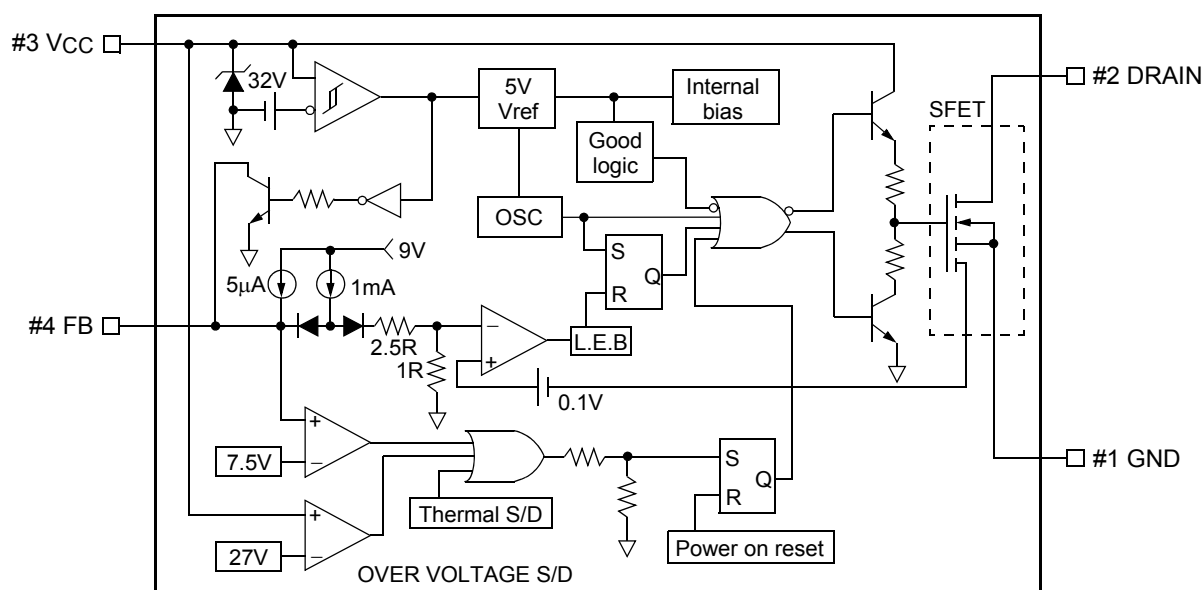 #3 VCC
#2 DRAIN
32V
5V
Vref
Internal
bias
SFET
Good
logic
OSC
9V
5μA
1mA
S
Q
R
#4 FB
2.5R
1R
−
+
L.E.B
0.1V
+
7.5V
−
S
Q
R
#1 GND
Thermal S/D
+
27V
−
Power on reset
OVER VOLTAGE S/D